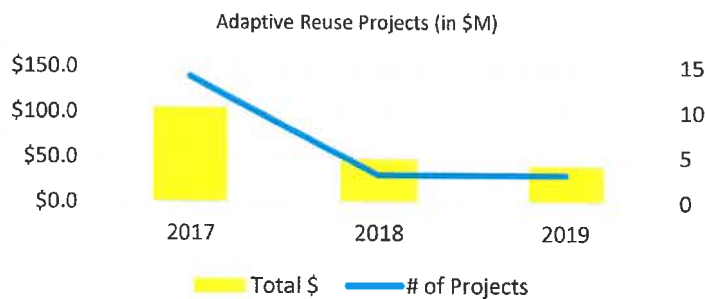 Adaptive Reuse Projects (in $M)
$150.0 15
$100.0 10
$50.0 5
$0.0 0
2017 2018 2019
Total $ # of Projects